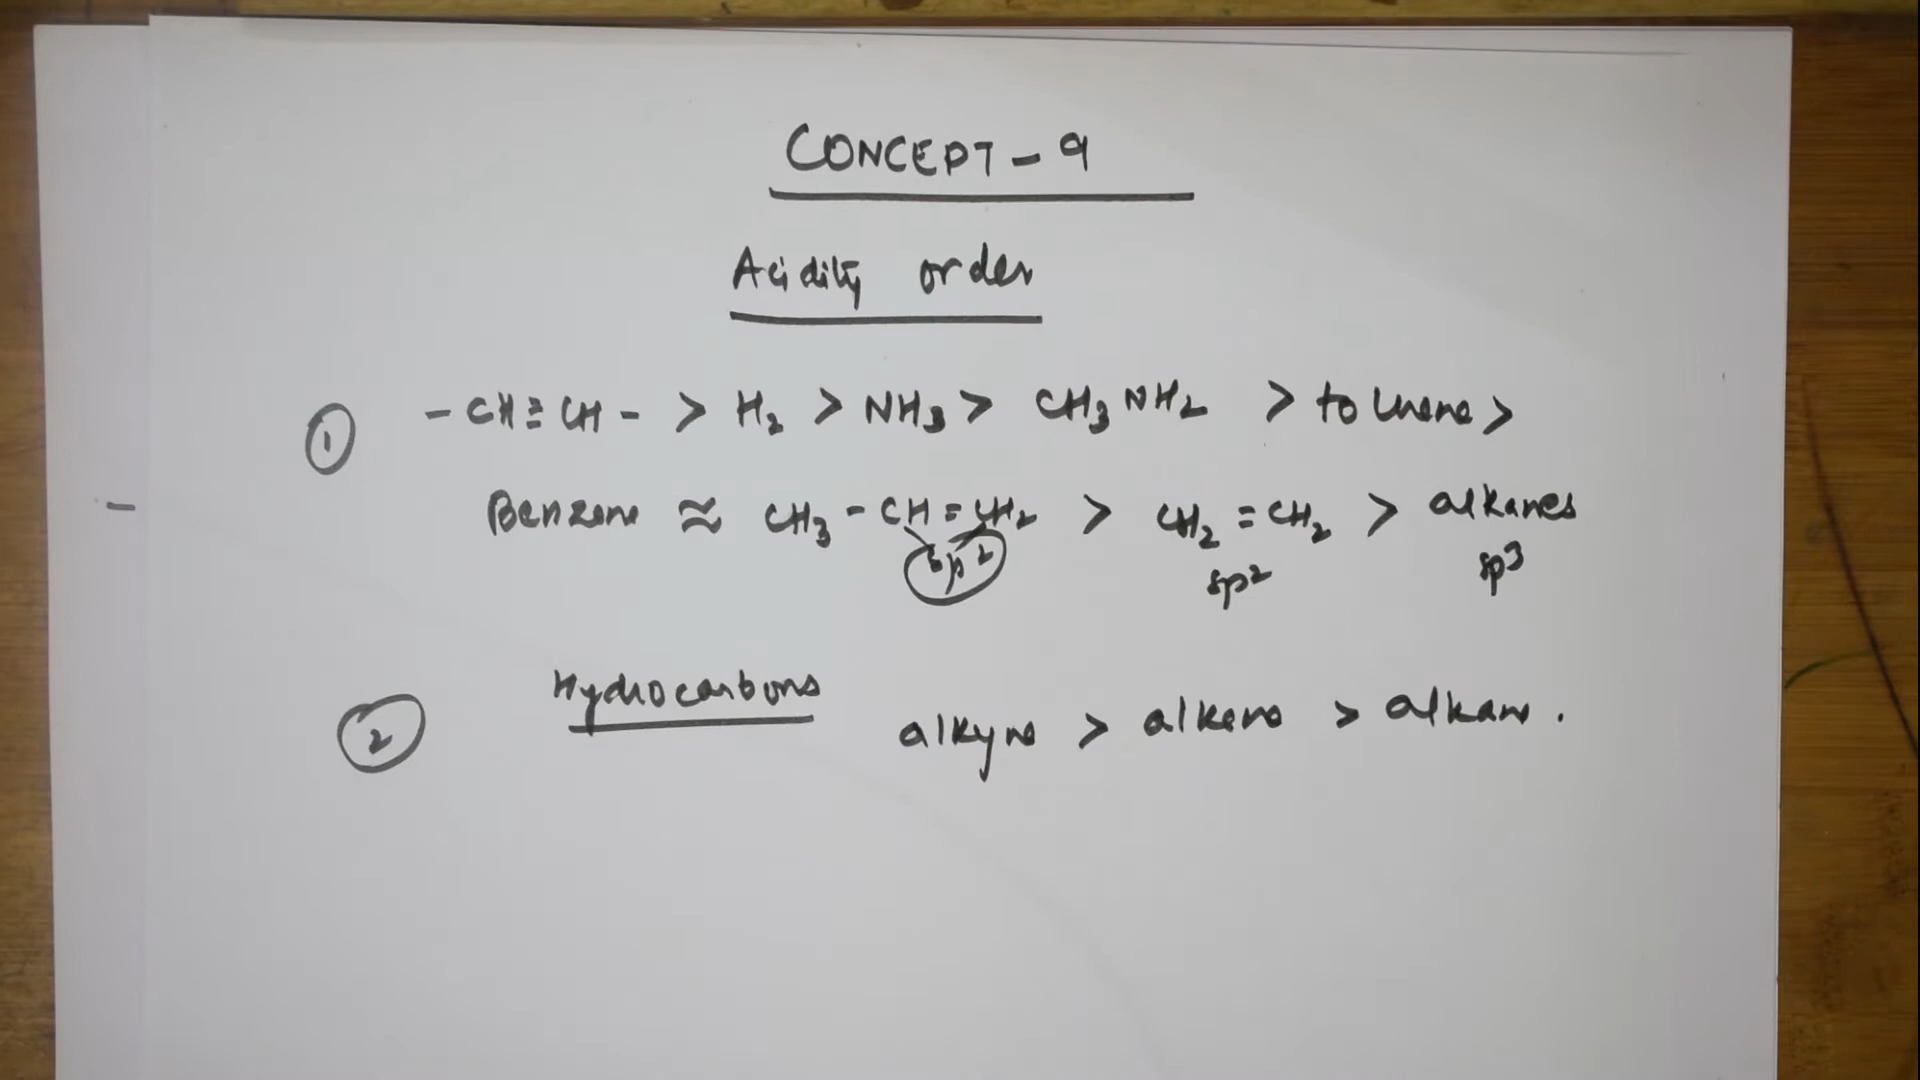 CONCEPT - 9
Acidity order
① - CH ≡ CH - > H₂ > NH₃ > CH₃NH₂ > toluene >
Benzene ≈ CH₃ - CH = CH₂ > CH₂ = CH₂ > alkanes
sp² sp² sp³
② Hydrocarbons alkyne > alkene > alkane .